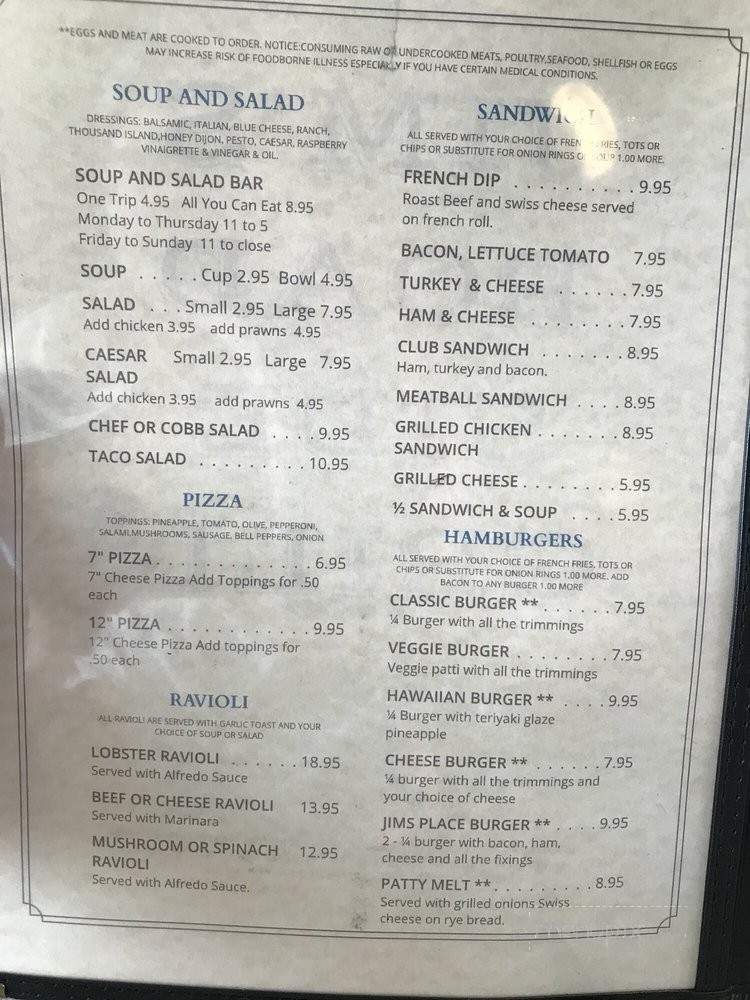 **EGGS AND MEAT ARE COOKED TO ORDER. NOTICE:CONSUMING RAW OR UNDERCOOKED MEATS, POULTRY,SEAFOOD, SHELLFISH OR EGGS
MAY INCREASE RISK OF FOODBORNE ILLNESS ESPECIALLY IF YOU HAVE CERTAIN MEDICAL CONDITIONS.
SOUP AND SALAD
DRESSINGS: BALSAMIC, ITALIAN, BLUE CHEESE, RANCH,
THOUSAND ISLAND,HONEY DIJON, PESTO, CAESAR, RASPBERRY
VINAIGRETTE & VINEGAR & OIL.
SOUP AND SALAD BAR
One Trip 4.95 All You Can Eat 8.95
Monday to Thursday 11 to 5
Friday to Sunday 11 to close
SOUP . . . . . Cup 2.95 Bowl 4.95
SALAD . . . Small 2.95 Large 7.95
Add chicken 3.95 add prawns 4.95
CAESAR Small 2.95 Large 7.95
SALAD
Add chicken 3.95 add prawns 4.95
CHEF OR COBB SALAD . . . . 9.95
TACO SALAD . . . . . . . . . 10.95
PIZZA
TOPPINGS: PINEAPPLE, TOMATO, OLIVE, PEPPERONI,
SALAMI,MUSHROOMS, SAUSAGE, BELL PEPPERS, ONION
7" PIZZA . . . . . . . . . . . . . 6.95
7" Cheese Pizza Add Toppings for .50
each
12" PIZZA . . . . . . . . . . . . 9.95
12" Cheese Pizza Add toppings for
.50 each
RAVIOLI
ALL RAVIOLI ARE SERVED WITH GARLIC TOAST AND YOUR
CHOICE OF SOUP OR SALAD
LOBSTER RAVIOLI . . . . . . 18.95
Served with Alfredo Sauce
BEEF OR CHEESE RAVIOLI 13.95
Served with Marinara
MUSHROOM OR SPINACH 12.95
RAVIOLI
Served with Alfredo Sauce.
ALL SERVED WITH YOUR CHOICE OF FRENCH FRIES, TOTS OR
CHIPS OR SUBSTITUTE FOR ONION RINGS OR SOUP 1.00 MORE.
FRENCH DIP . . . . . . . . . . 9.95
Roast Beef and swiss cheese served
on french roll.
BACON, LETTUCE TOMATO 7.95
TURKEY & CHEESE . . . . . . 7.95
HAM & CHEESE . . . . . . . . 7.95
CLUB SANDWICH . . . . . . . 8.95
Ham, turkey and bacon.
MEATBALL SANDWICH . . . . 8.95
GRILLED CHICKEN . . . . . . . 8.95
SANDWICH
GRILLED CHEESE . . . . . . . . 5.95
½ SANDWICH & SOUP . . . . 5.95
HAMBURGERS
ALL SERVED WITH YOUR CHOICE OF FRENCH FRIES, TOTS OR
CHIPS OR SUBSTITUTE FOR ONION RINGS 1.00 MORE. ADD
BACON TO ANY BURGER 1.00 MORE
CLASSIC BURGER ** . . . . . . 7.95
¼ Burger with all the trimmings
VEGGIE BURGER . . . . . . . . 7.95
Veggie patti with all the trimmings
HAWAIIAN BURGER ** . . . . 9.95
¼ Burger with teriyaki glaze
pineapple
CHEESE BURGER ** . . . . . . 7.95
¼ burger with all the trimmings and
your choice of cheese
JIMS PLACE BURGER ** . . . . 9.95
2 - ¼ burger with bacon, ham,
cheese and all the fixings
PATTY MELT ** . . . . . . . . . 8.95
Served with grilled onions Swiss
cheese on rye bread.